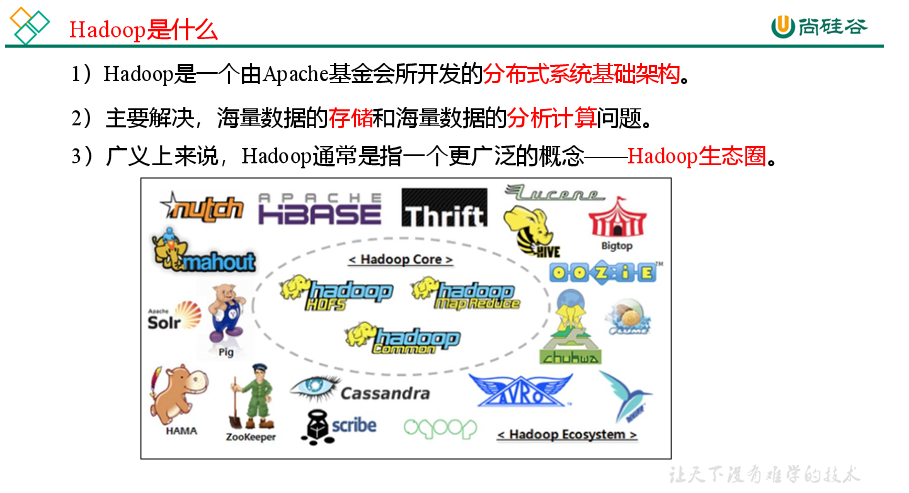 Hadoop是什么
尚硅谷
1）Hadoop是一个由Apache基金会所开发的分布式系统基础架构。
2）主要解决，海量数据的存储和海量数据的分析计算问题。
3）广义上来说，Hadoop通常是指一个更广泛的概念——Hadoop生态圈。
nutch
APACHE
HBASE
Thrift
Lucene
HIVE
Bigtop
mahout
< Hadoop Core >
OOZIE™
hadoop
HDFS
hadoop
MapReduce
Apache
Solr
Pig
hadoop
Common
FLUME
chukwa
HAMA
ZooKeeper
Cassandra
AVRO™
scribe
sqoop
< Hadoop Ecosystem >
让天下没有难学的技术